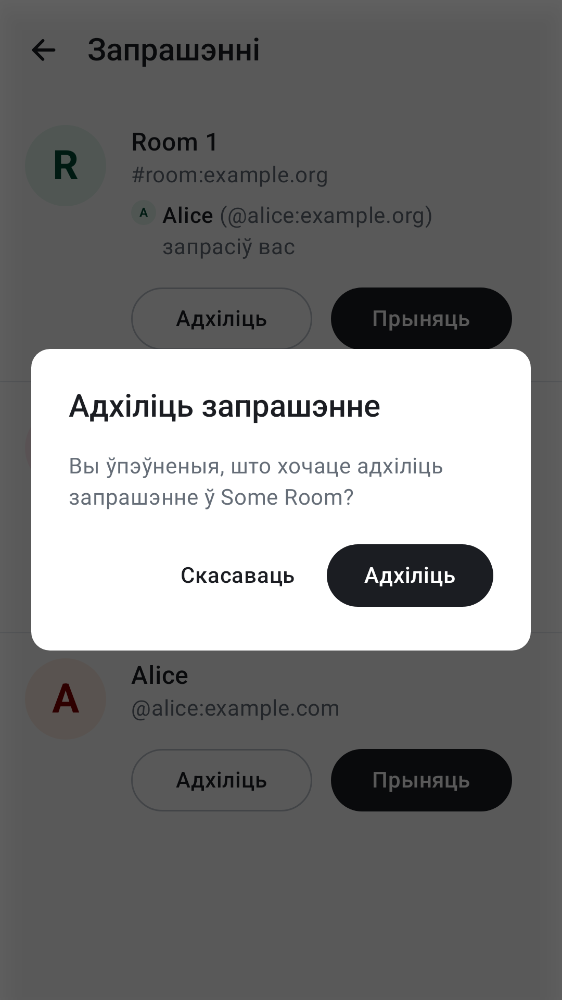 Запрашэнні
R
Room 1
#room:example.org
A Alice (@alice:example.org)
запрасіў вас
Адхіліць Прыняць
Адхіліць запрашэнне
Вы ўпэўненыя, што хочаце адхіліць
запрашэнне ў Some Room?
Скасаваць Адхіліць
A
Alice
@alice:example.com
Адхіліць Прыняць